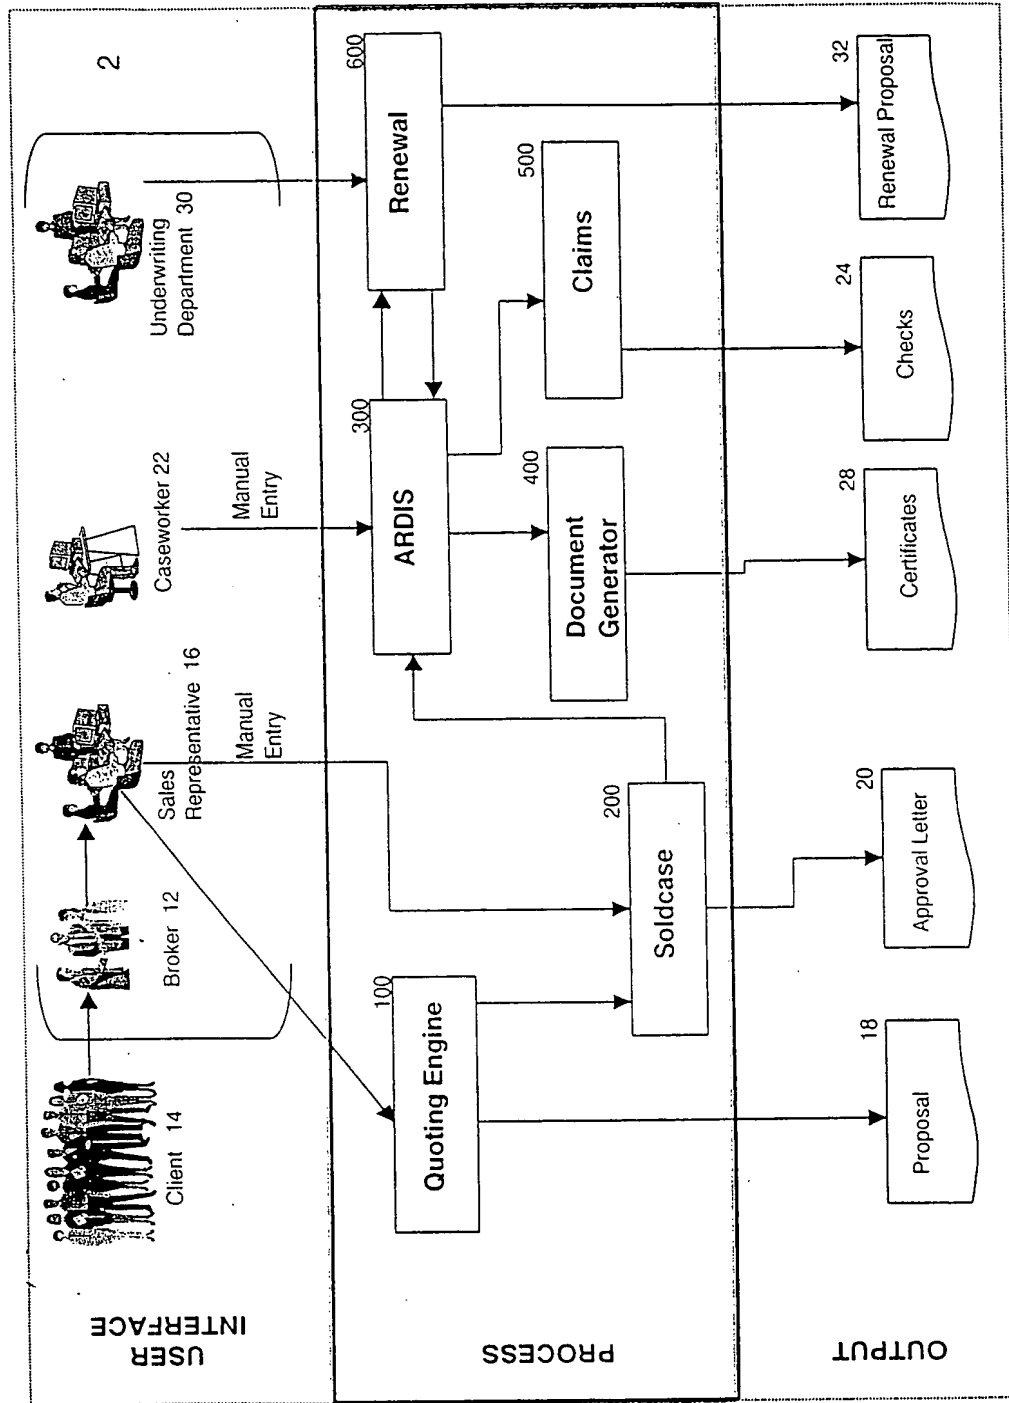 2
USER
INTERFACE
Client 14
Broker 12
Sales
Representative 16
Manual
Entry
Caseworker 22
Manual
Entry
Underwriting
Department 30
PROCESS
100
Quoting Engine
200
Soldcase
300
ARDIS
400
Document
Generator
500
Claims
600
Renewal
OUTPUT
18
Proposal
20
Approval Letter
28
Certificates
24
Checks
32
Renewal Proposal